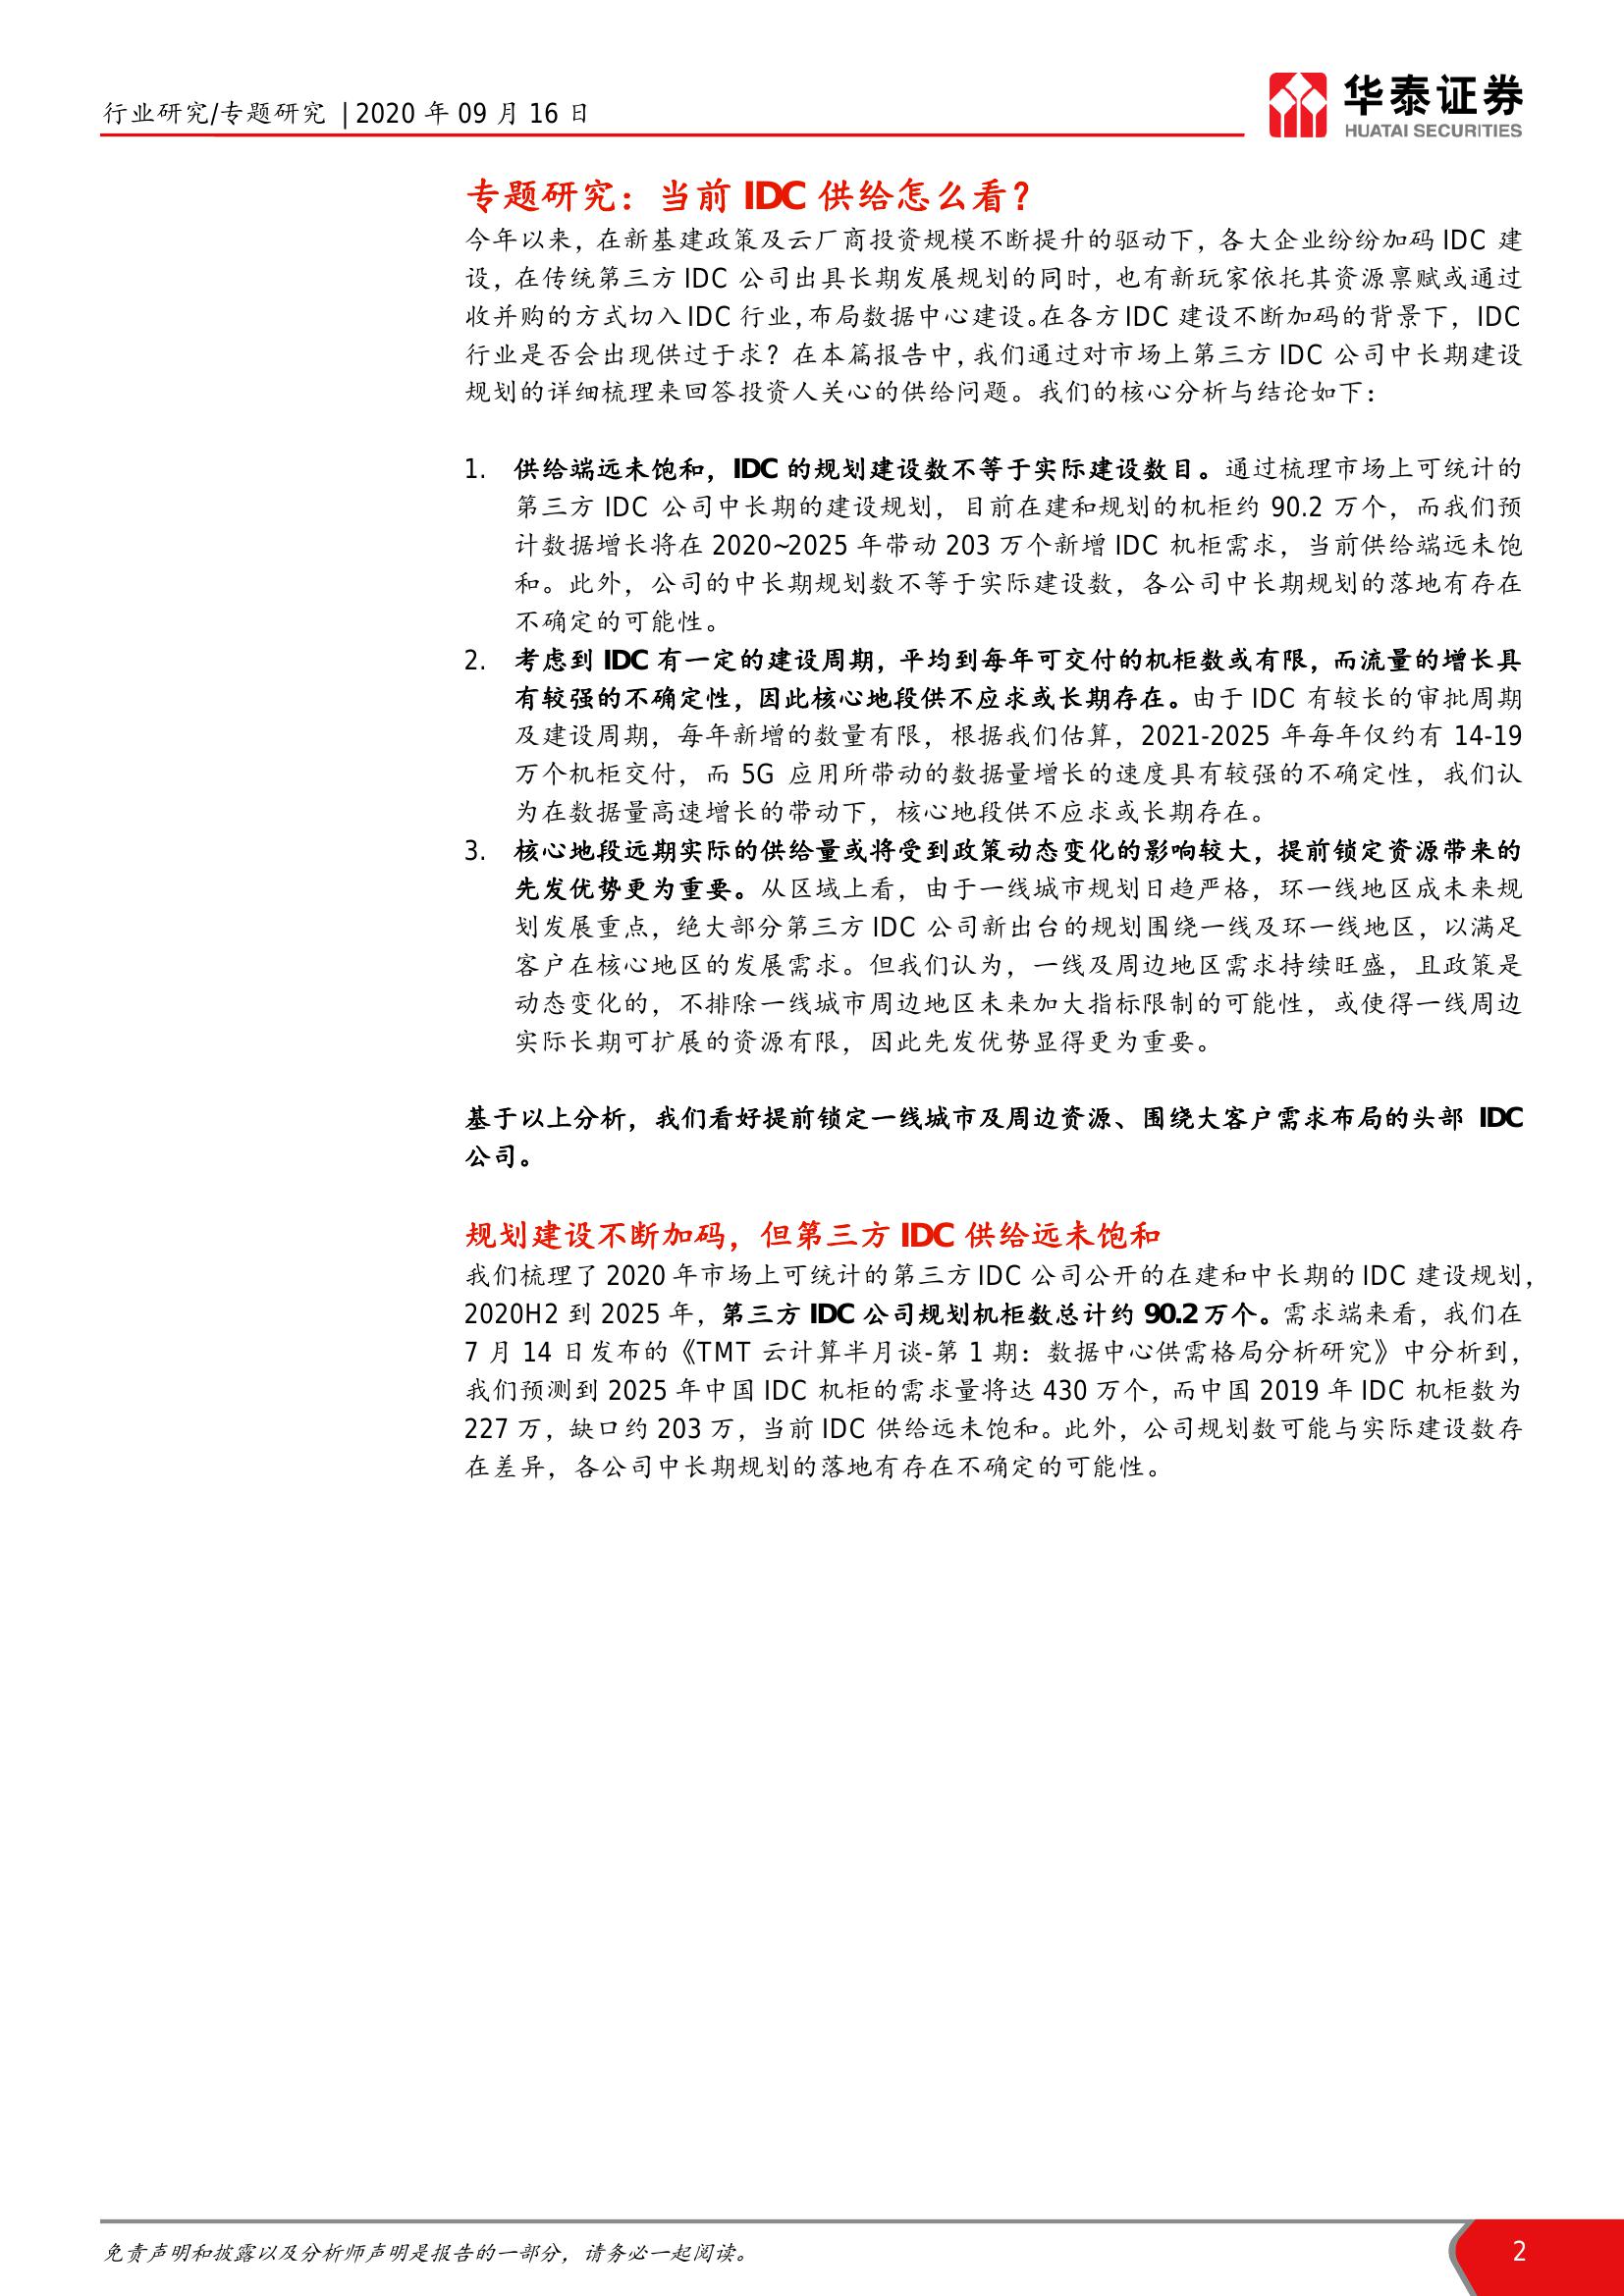 行业研究/专题研究 | 2020 年 09 月 16 日
华泰证券
HUATAI SECURITIES
专题研究：当前 IDC 供给怎么看？
今年以来，在新基建政策及云厂商投资规模不断提升的驱动下，各大企业纷纷加码 IDC 建
设，在传统第三方 IDC 公司出具长期发展规划的同时，也有新玩家依托其资源禀赋或通过
收并购的方式切入 IDC 行业，布局数据中心建设。在各方 IDC 建设不断加码的背景下，IDC
行业是否会出现供过于求？在本篇报告中，我们通过对市场上第三方 IDC 公司中长期建设
规划的详细梳理来回答投资人关心的供给问题。我们的核心分析与结论如下：
1. 供给端远未饱和，IDC 的规划建设数不等于实际建设数目。通过梳理市场上可统计的
第三方 IDC 公司中长期的建设规划，目前在建和规划的机柜约 90.2 万个，而我们预
计数据增长将在 2020~2025 年带动 203 万个新增 IDC 机柜需求，当前供给端远未饱
和。此外，公司的中长期规划数不等于实际建设数，各公司中长期规划的落地有存在
不确定的可能性。
2. 考虑到 IDC 有一定的建设周期，平均到每年可交付的机柜数或有限，而流量的增长具
有较强的不确定性，因此核心地段供不应求或长期存在。由于 IDC 有较长的审批周期
及建设周期，每年新增的数量有限，根据我们估算，2021-2025 年每年仅约有 14-19
万个机柜交付，而 5G 应用所带动的数据量增长的速度具有较强的不确定性，我们认
为在数据量高速增长的带动下，核心地段供不应求或长期存在。
3. 核心地段远期实际的供给量或将受到政策动态变化的影响较大，提前锁定资源带来的
先发优势更为重要。从区域上看，由于一线城市规划日趋严格，环一线地区成未来规
划发展重点，绝大部分第三方 IDC 公司新出台的规划围绕一线及环一线地区，以满足
客户在核心地区的发展需求。但我们认为，一线及周边地区需求持续旺盛，且政策是
动态变化的，不排除一线城市周边地区未来加大指标限制的可能性，或使得一线周边
实际长期可扩展的资源有限，因此先发优势显得更为重要。
基于以上分析，我们看好提前锁定一线城市及周边资源、围绕大客户需求布局的头部 IDC
公司。
规划建设不断加码，但第三方 IDC 供给远未饱和
我们梳理了 2020 年市场上可统计的第三方 IDC 公司公开的在建和中长期的 IDC 建设规划，
2020H2 到 2025 年，第三方 IDC 公司规划机柜数总计约 90.2 万个。需求端来看，我们在
7 月 14 日发布的《TMT 云计算半月谈-第 1 期：数据中心供需格局分析研究》中分析到，
我们预测到 2025 年中国 IDC 机柜的需求量将达 430 万个，而中国 2019 年 IDC 机柜数为
227 万，缺口约 203 万，当前 IDC 供给远未饱和。此外，公司规划数可能与实际建设数存
在差异，各公司中长期规划的落地有存在不确定的可能性。
免责声明和披露以及分析师声明是报告的一部分，请务必一起阅读。
2